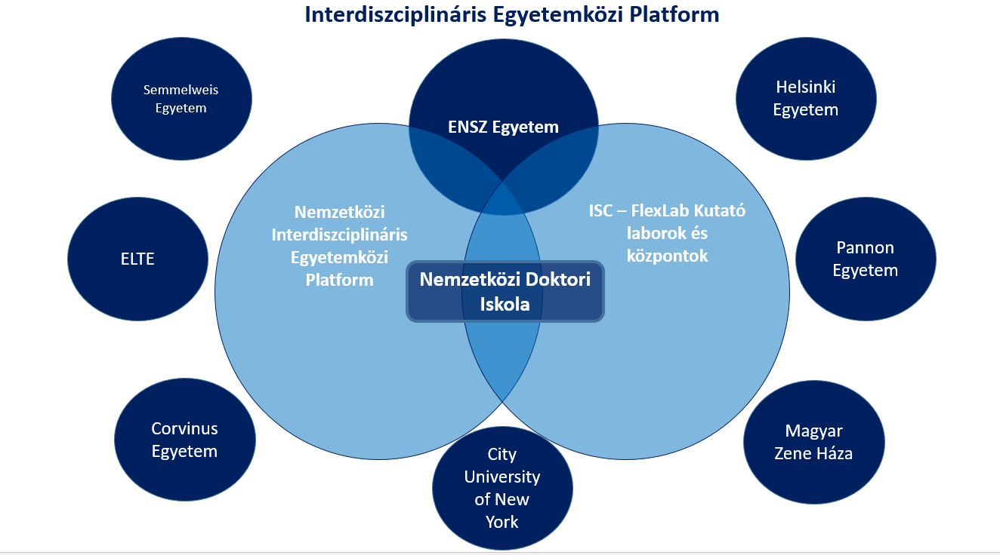 Interdiszciplináris Egyetemközi Platform
Semmelweis
Egyetem
ENSZ Egyetem
Helsinki
Egyetem
Nemzetközi
Interdiszciplináris
Egyetemközi
Platform
ISC – FlexLab Kutató
laborok és
központok
ELTE
Pannon
Egyetem
Nemzetközi Doktori
Iskola
Corvinus
Egyetem
City
University
of New
York
Magyar
Zene Háza